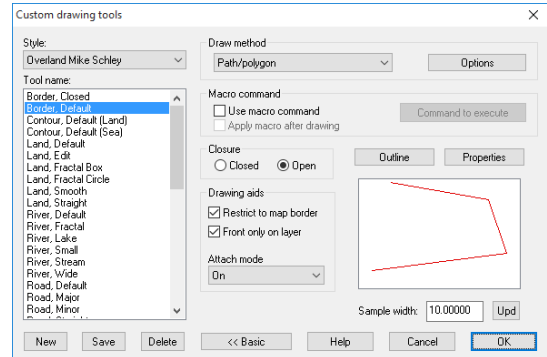 Custom drawing tools
Style:
Overland Mike Schley
Tool name:
Border, Closed
Border, Default
Contour, Default (Land)
Contour, Default (Sea)
Land, Default
Land, Edit
Land, Fractal Box
Land, Fractal Circle
Land, Smooth
Land, Straight
River, Default
River, Fractal
River, Lake
River, Small
River, Stream
River, Wide
Road, Default
Road, Major
Road, Minor
Draw method
Path/polygon
Options
Macro command
Use macro command
Apply macro after drawing
Command to execute
Closure
Closed
Open
Outline
Properties
Drawing aids
Restrict to map border
Front only on layer
Attach mode
On
Sample width:
10.00000
Upd
New
Save
Delete
<< Basic
Help
Cancel
OK